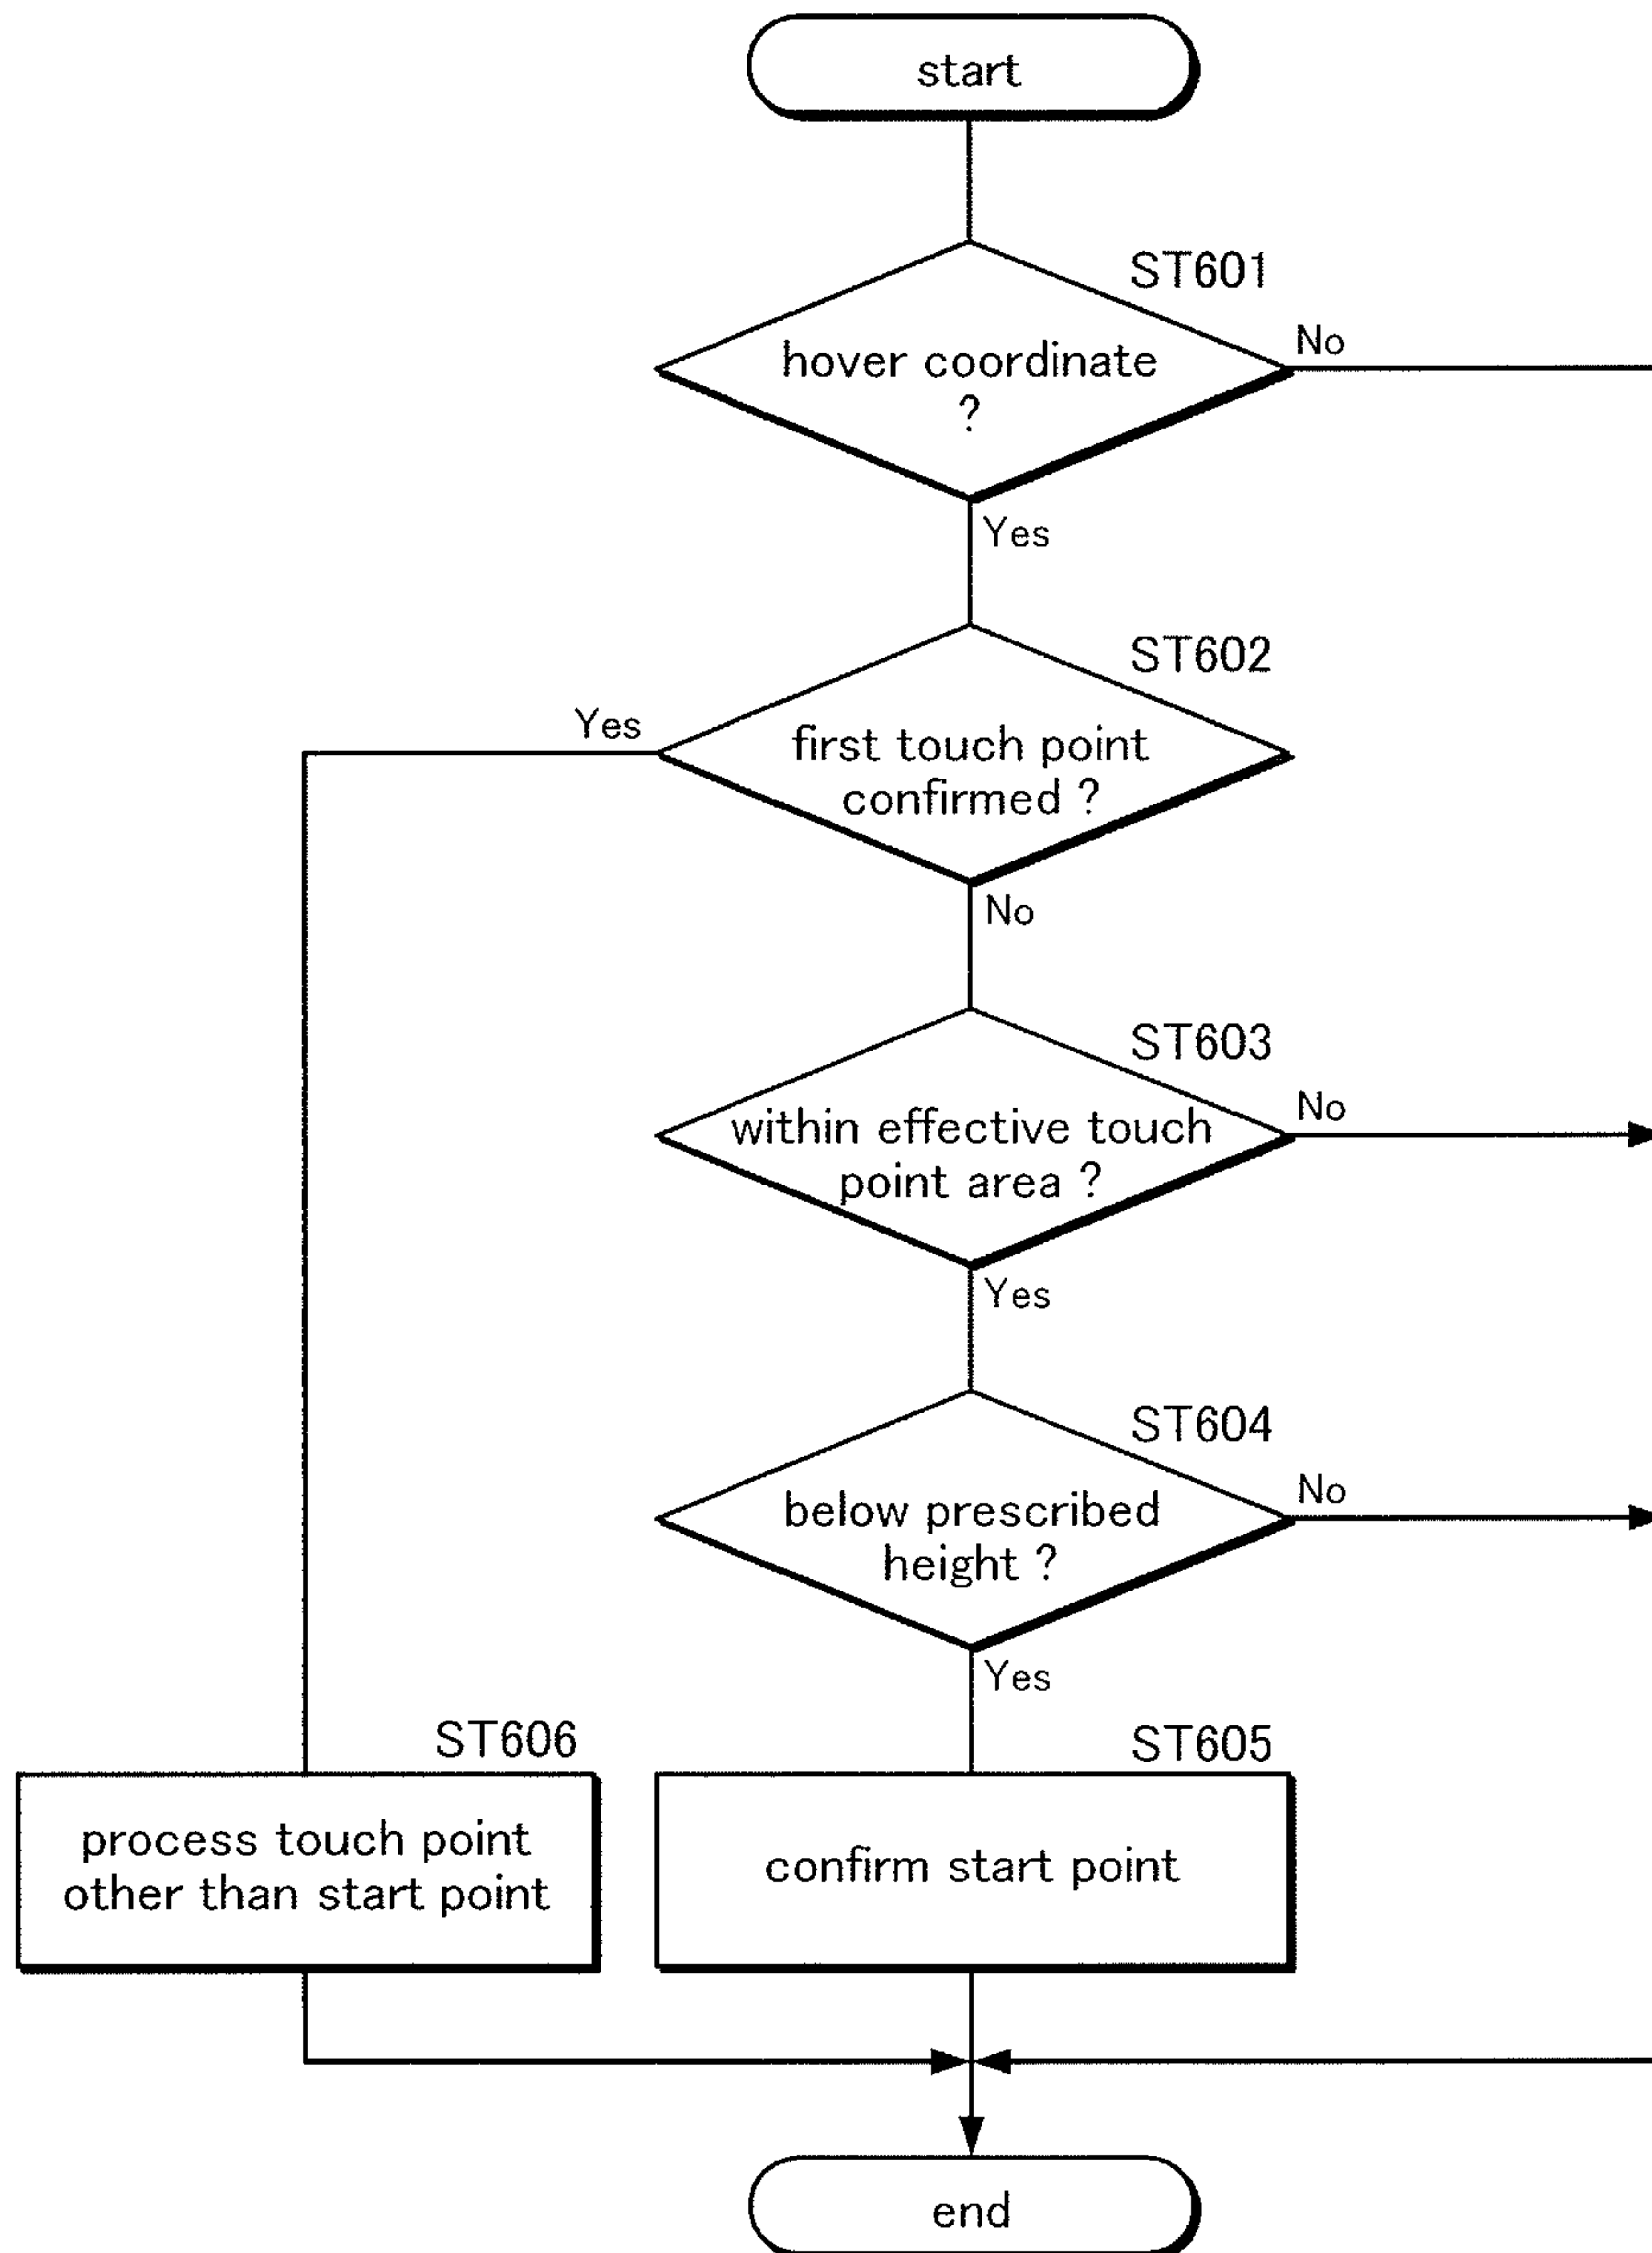 start
ST601
hover coordinate
?
No
Yes
ST602
Yes
first touch point
confirmed ?
No
ST603
within effective touch
point area ?
No
Yes
ST604
below prescribed
height ?
No
Yes
ST606
process touch point
other than start point
ST605
confirm start point
end